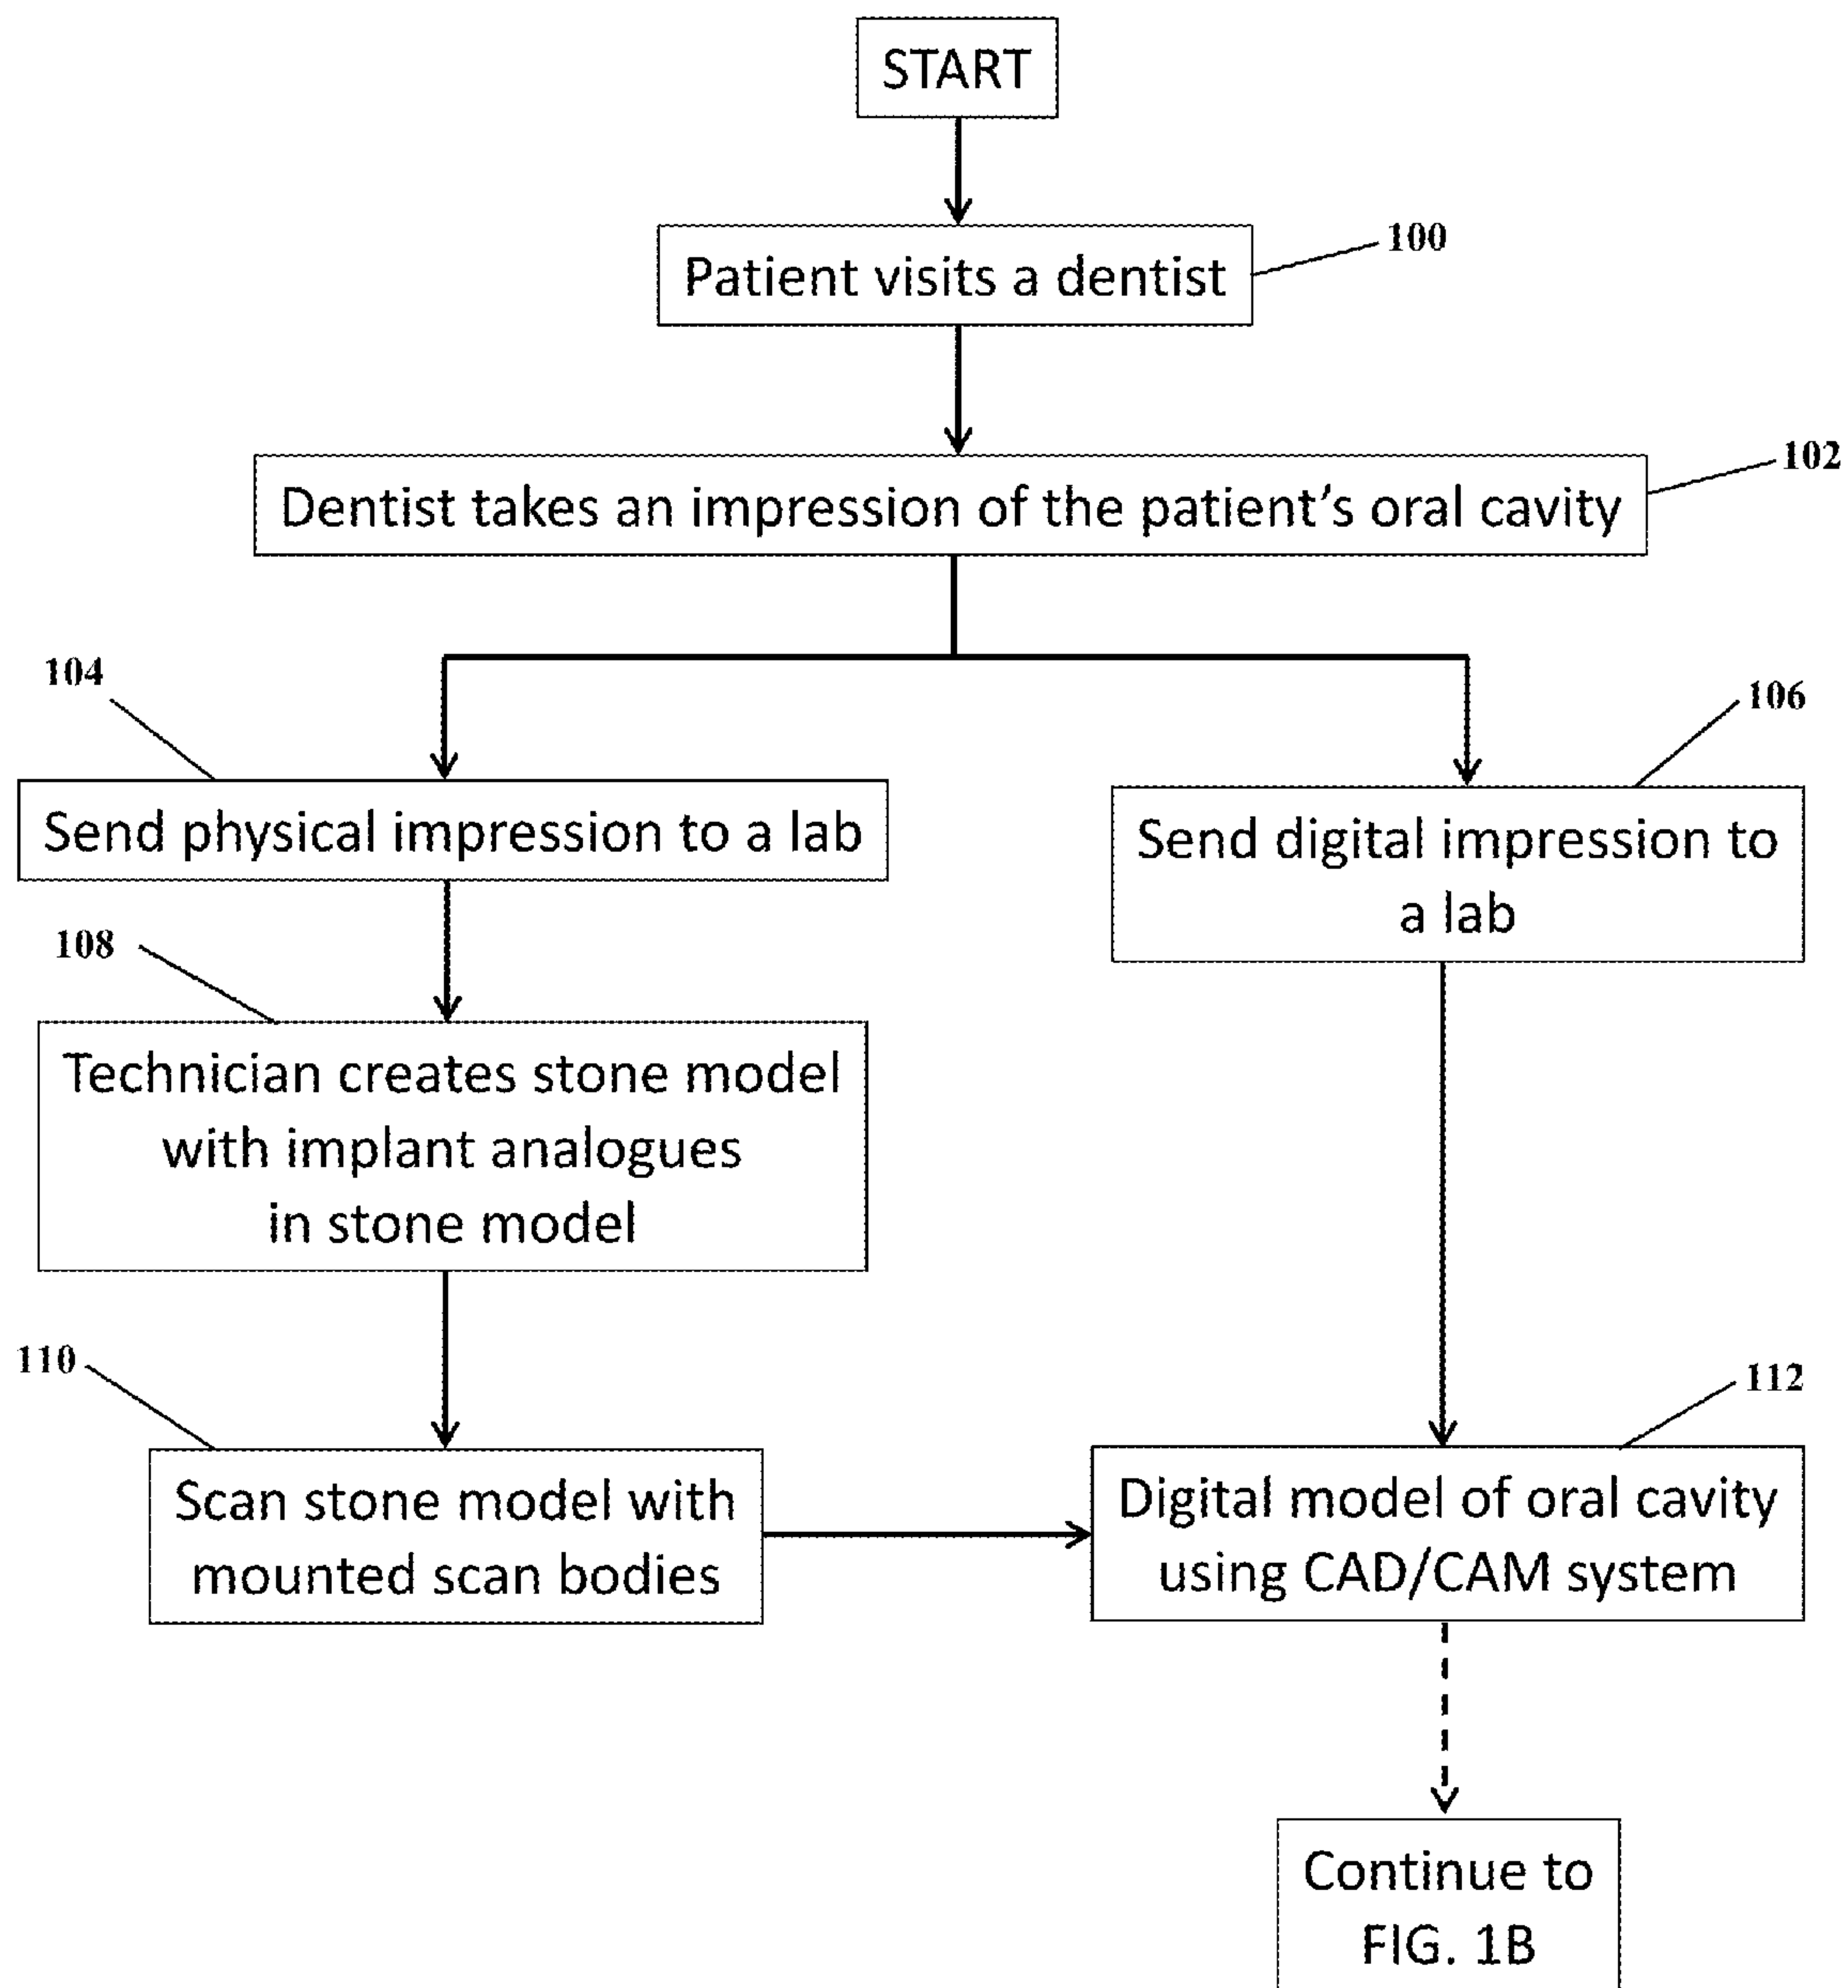 START
100
Patient visits a dentist
102
Dentist takes an impression of the patient's oral cavity
104
106
Send physical impression to a lab
Send digital impression to
a lab
108
Technician creates stone model
with implant analogues
in stone model
110
112
Scan stone model with
mounted scan bodies
Digital model of oral cavity
using CAD/CAM system
Continue to
FIG. 1B